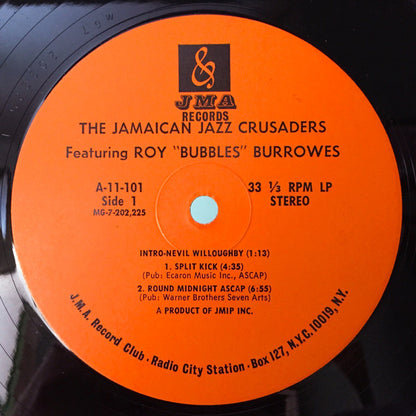 JMA
RECORDS
THE JAMAICAN JAZZ CRUSADERS
Featuring ROY "BUBBLES" BURROWES
A-11-101
Side 1
MG-7-202,225
33 ⅓ RPM LP
STEREO
INTRO-NEVIL WILLOUGHBY (1:13)
1. SPLIT KICK (4:35)
(Pub: Ecaron Music Inc., ASCAP)
2. ROUND MIDNIGHT ASCAP (6:55)
(Pub: Warner Brothers Seven Arts)
A PRODUCT OF JMIP INC.
J.M.A. Record Club · Radio City Station · Box 127, N.Y.C. 10019, N.Y.